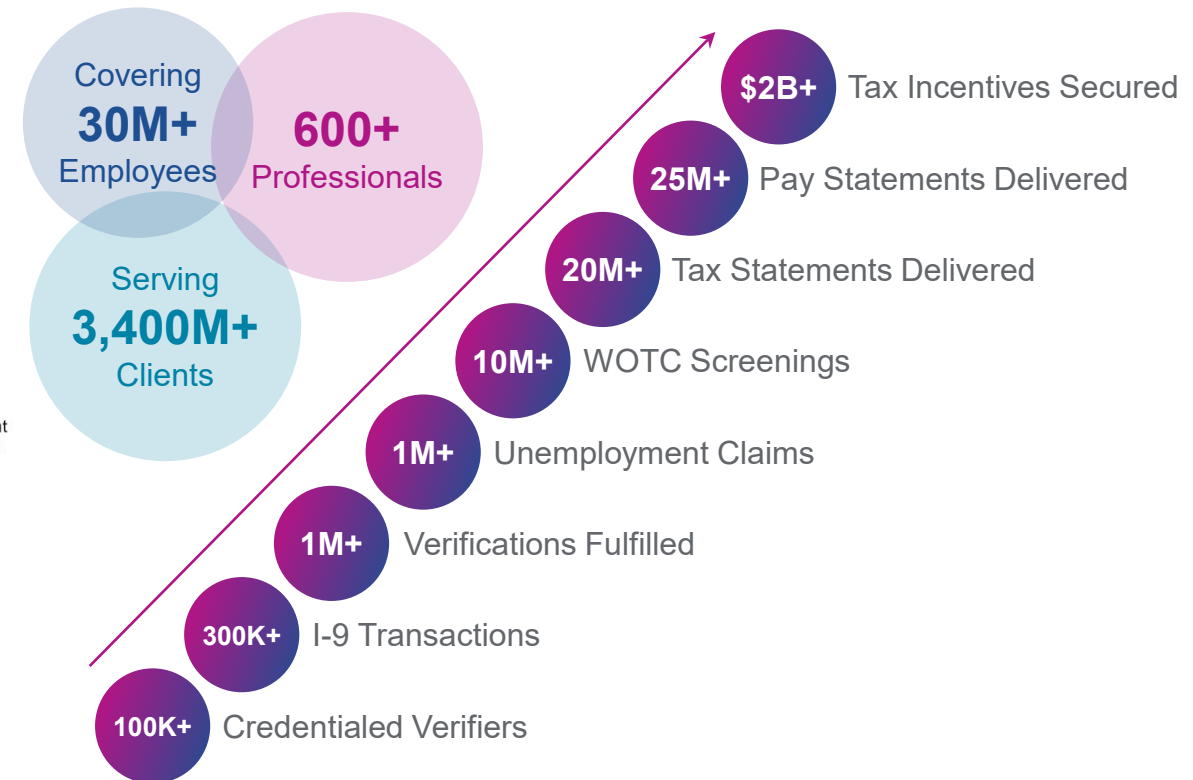 Covering
30M+
Employees
600+
Professionals
Serving
3,400M+
Clients
$2B+ Tax Incentives Secured
25M+ Pay Statements Delivered
20M+ Tax Statements Delivered
10M+ WOTC Screenings
1M+ Unemployment Claims
1M+ Verifications Fulfilled
300K+ I-9 Transactions
100K+ Credentialed Verifiers